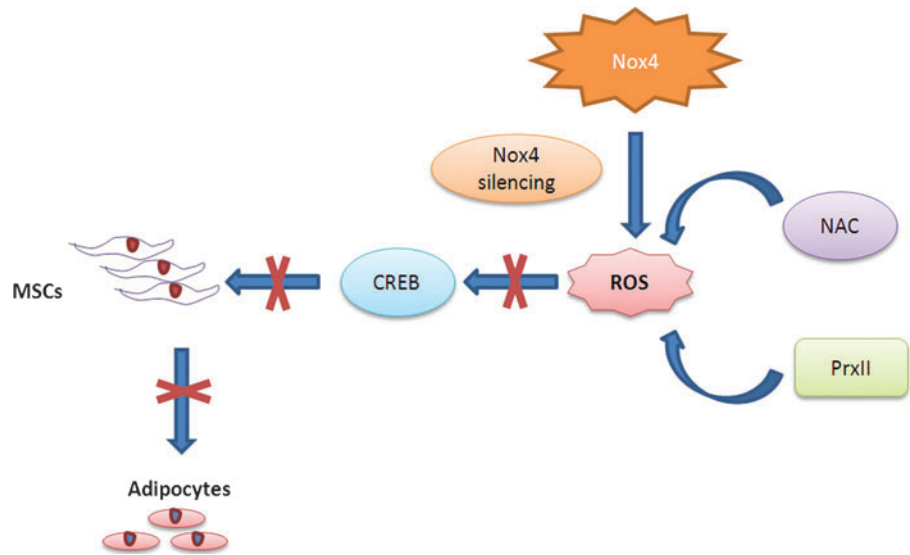 Nox4
Nox4
silencing
NAC
MSCs
CREB
ROS
PrxII
Adipocytes